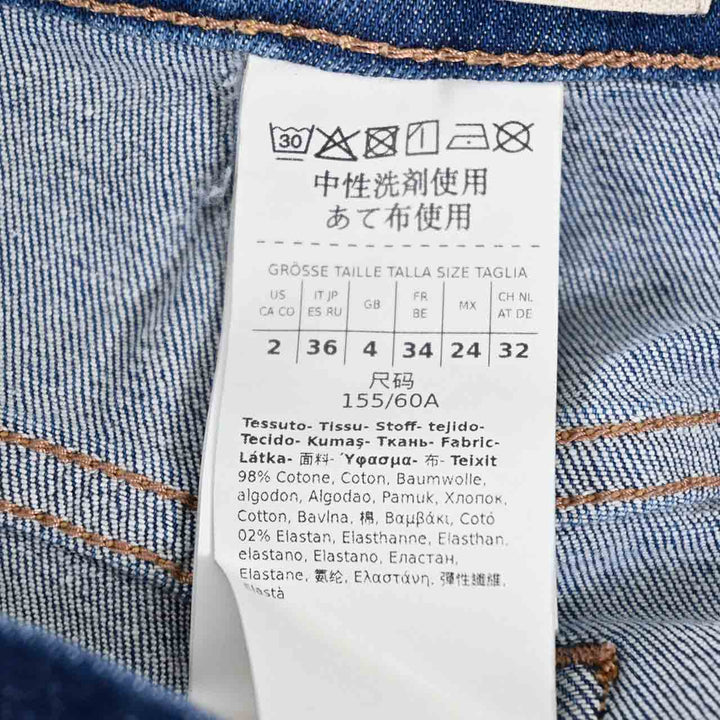 30
中性洗剤使用
あて布使用
GRÖSSE TAILLE TALLA SIZE TAGLIA
US CA CO IT JP ES RU GB FR BE MX CH NL AT DE
2 36 4 34 24 32
尺码
155/60A
Tessuto- Tissu- Stoff- tejido-
Tecido- Kumaş- Ткань- Fabric-
Látka- 面料- Ύφασμα- 布- Teixit
98% Cotone, Coton, Baumwolle,
algodon, Algodao, Pamuk, Хлопок,
Cotton, Bavlna, 棉, Βαμβάκι, Cotó
02% Elastan, Elasthanne, Elasthan,
elastano, Elastano, Еластан,
Elastane, 氨纶, Ελαστάνη, 彈性纖維,
Elastà